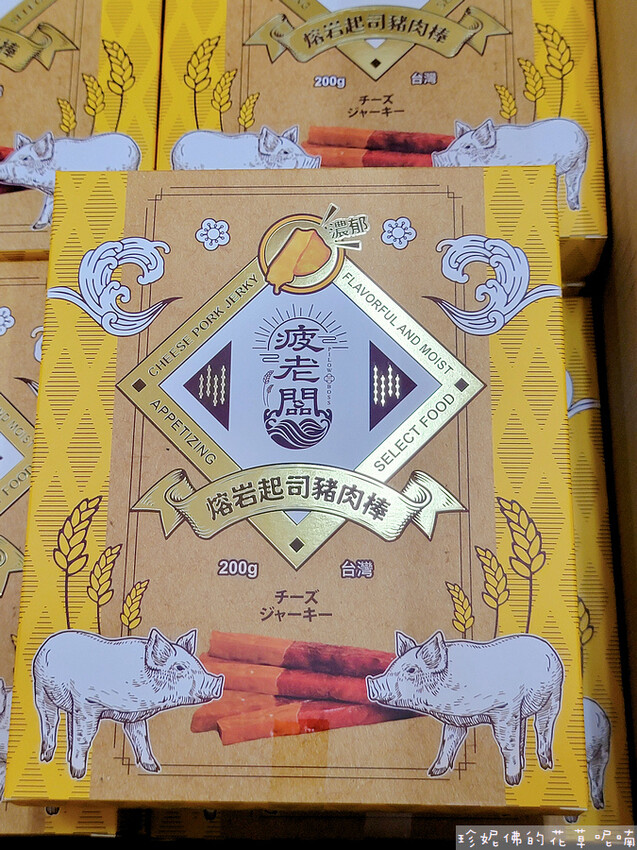 熔岩起司豬肉棒
200g 台灣
チーズ
ジャーキー
濃郁
CHEESE PORK JERKY
FLAVORFUL AND MOIST
疲老闆
PILOW BOSS
APPETIZING
SELECT FOOD
熔岩起司豬肉棒
200g 台灣
チーズ
ジャーキー
珍妮佛的花草呢喃